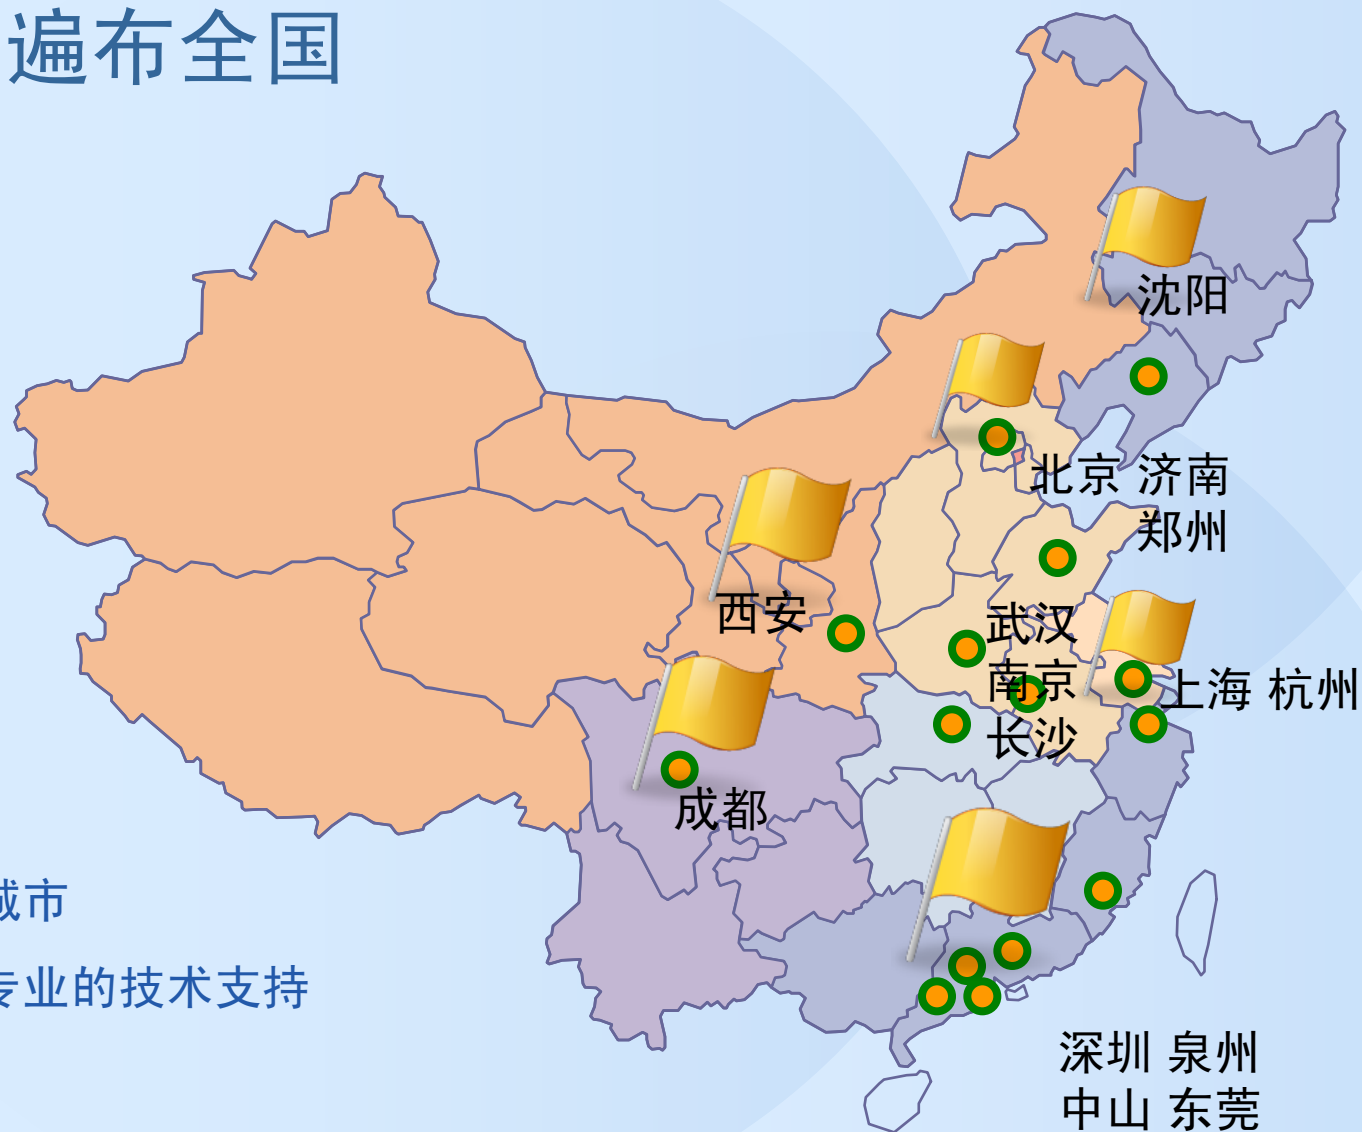 遍布全国
沈阳
北京 济南
郑州
西安
武汉
南京
长沙
上海 杭州
成都
城市
专业的技术支持
深圳 泉州
中山 东莞